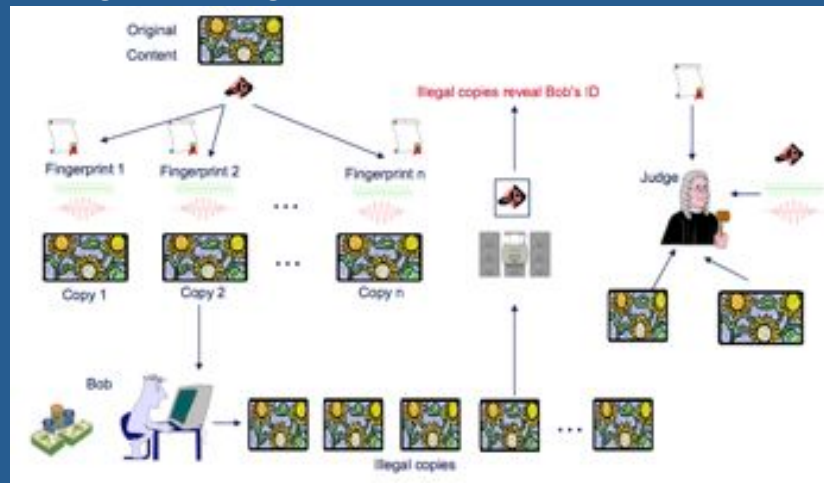 Original
Content
Illegal copies reveal Bob's ID
Fingerprint 1
Fingerprint 2
Fingerprint n
Judge
...
...
Copy 1
Copy 2
Copy n
Bob
...
Illegal copies